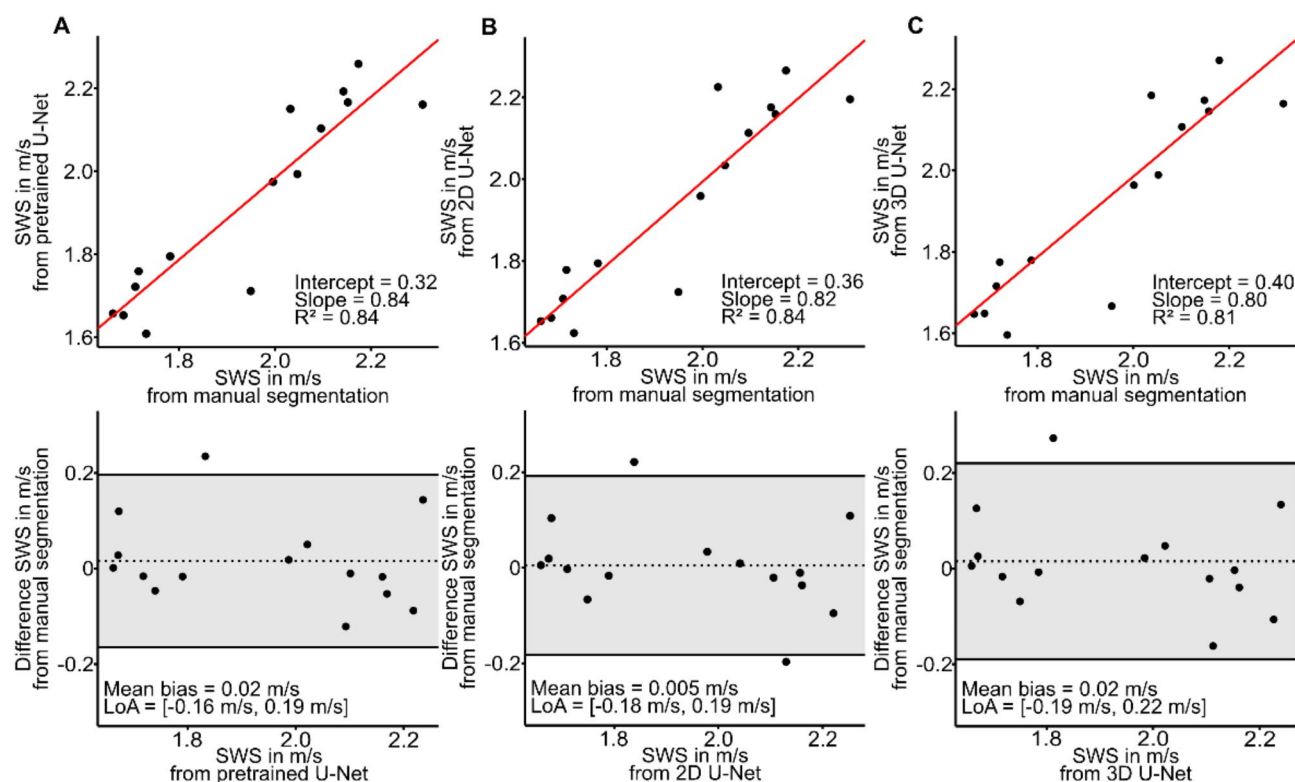 A
SWS in m/s
from pretrained U-Net
2.2
2.0
1.8
1.6
Intercept = 0.32
Slope = 0.84
R² = 0.84
1.8
2.0
2.2
SWS in m/s
from manual segmentation
B
SWS in m/s
from 2D U-Net
2.2
2.0
1.8
1.6
Intercept = 0.36
Slope = 0.82
R² = 0.84
1.8
2.0
2.2
SWS in m/s
from manual segmentation
C
SWS in m/s
from 3D U-Net
2.2
2.0
1.8
1.6
Intercept = 0.40
Slope = 0.80
R² = 0.81
1.8
2.0
2.2
SWS in m/s
from manual segmentation
Difference SWS in m/s
from manual segmentation
0.2
0
-0.2
Mean bias = 0.02 m/s
LoA = [-0.16 m/s, 0.19 m/s]
1.8
2.0
2.2
SWS in m/s
from pretrained U-Net
Difference SWS in m/s
from manual segmentation
0.2
0
-0.2
Mean bias = 0.005 m/s
LoA = [-0.18 m/s, 0.19 m/s]
1.8
2.0
2.2
SWS in m/s
from 2D U-Net
Difference SWS in m/s
from manual segmentation
0.2
0
-0.2
Mean bias = 0.02 m/s
LoA = [-0.19 m/s, 0.22 m/s]
1.8
2.0
2.2
SWS in m/s
from 3D U-Net